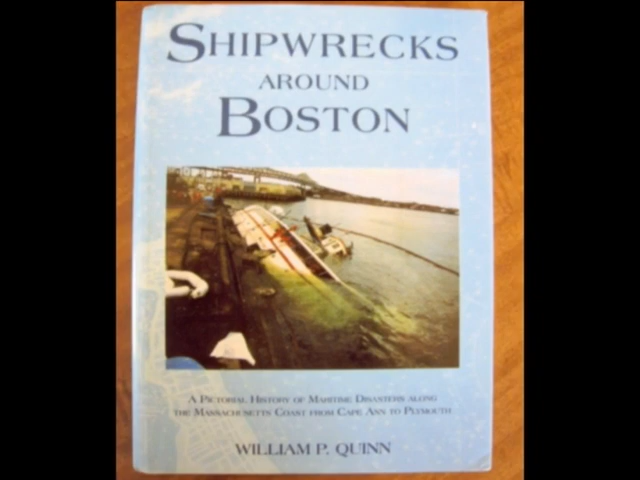 SHIPWRECKS
AROUND
BOSTON
A PICTORIAL HISTORY OF MARITIME DISASTERS ALONG
THE MASSACHUSETTS COAST FROM CAPE ANN TO PLYMOUTH
WILLIAM P. QUINN